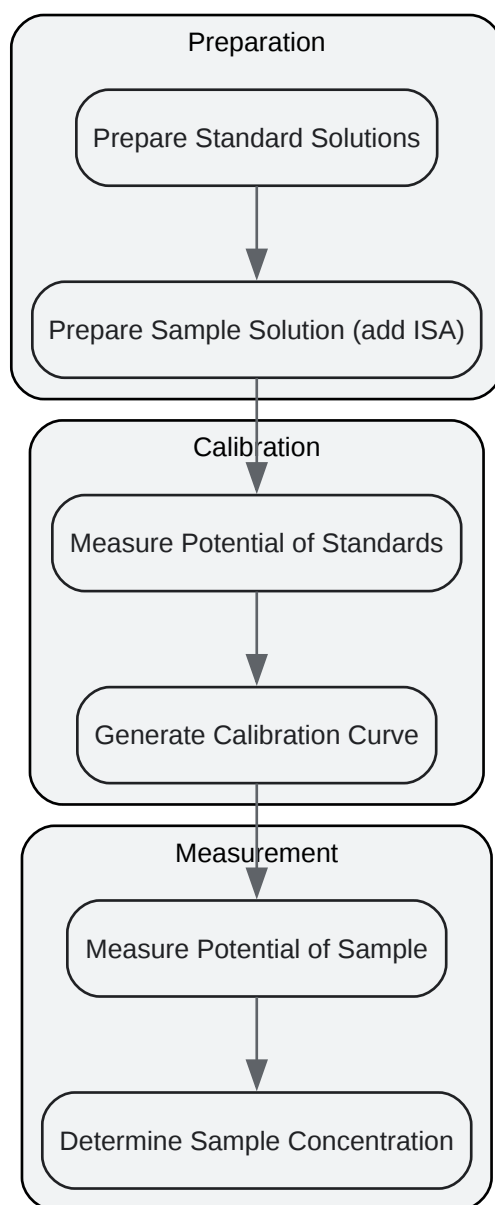 Preparation
Prepare Standard Solutions
Prepare Sample Solution (add ISA)
Calibration
Measure Potential of Standards
Generate Calibration Curve
Measurement
Measure Potential of Sample
Determine Sample Concentration